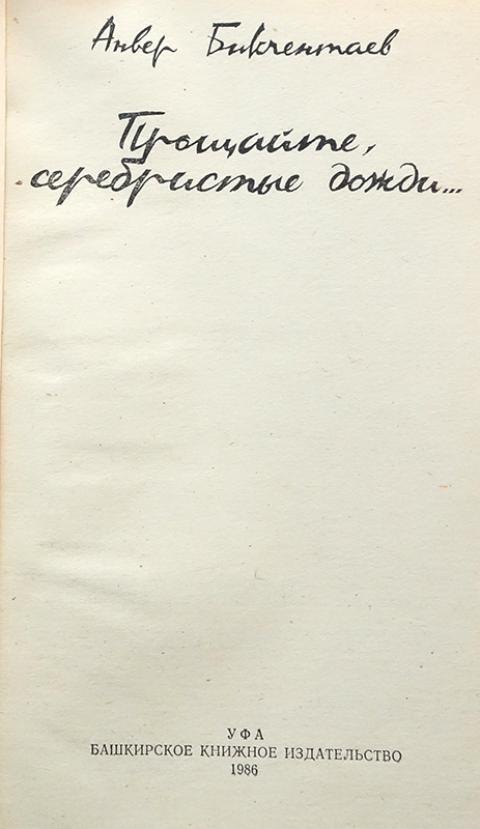 Анвер Бикчентаев
Прощайте,
серебристые дожди...
УФА
БАШКИРСКОЕ КНИЖНОЕ ИЗДАТЕЛЬСТВО
1986